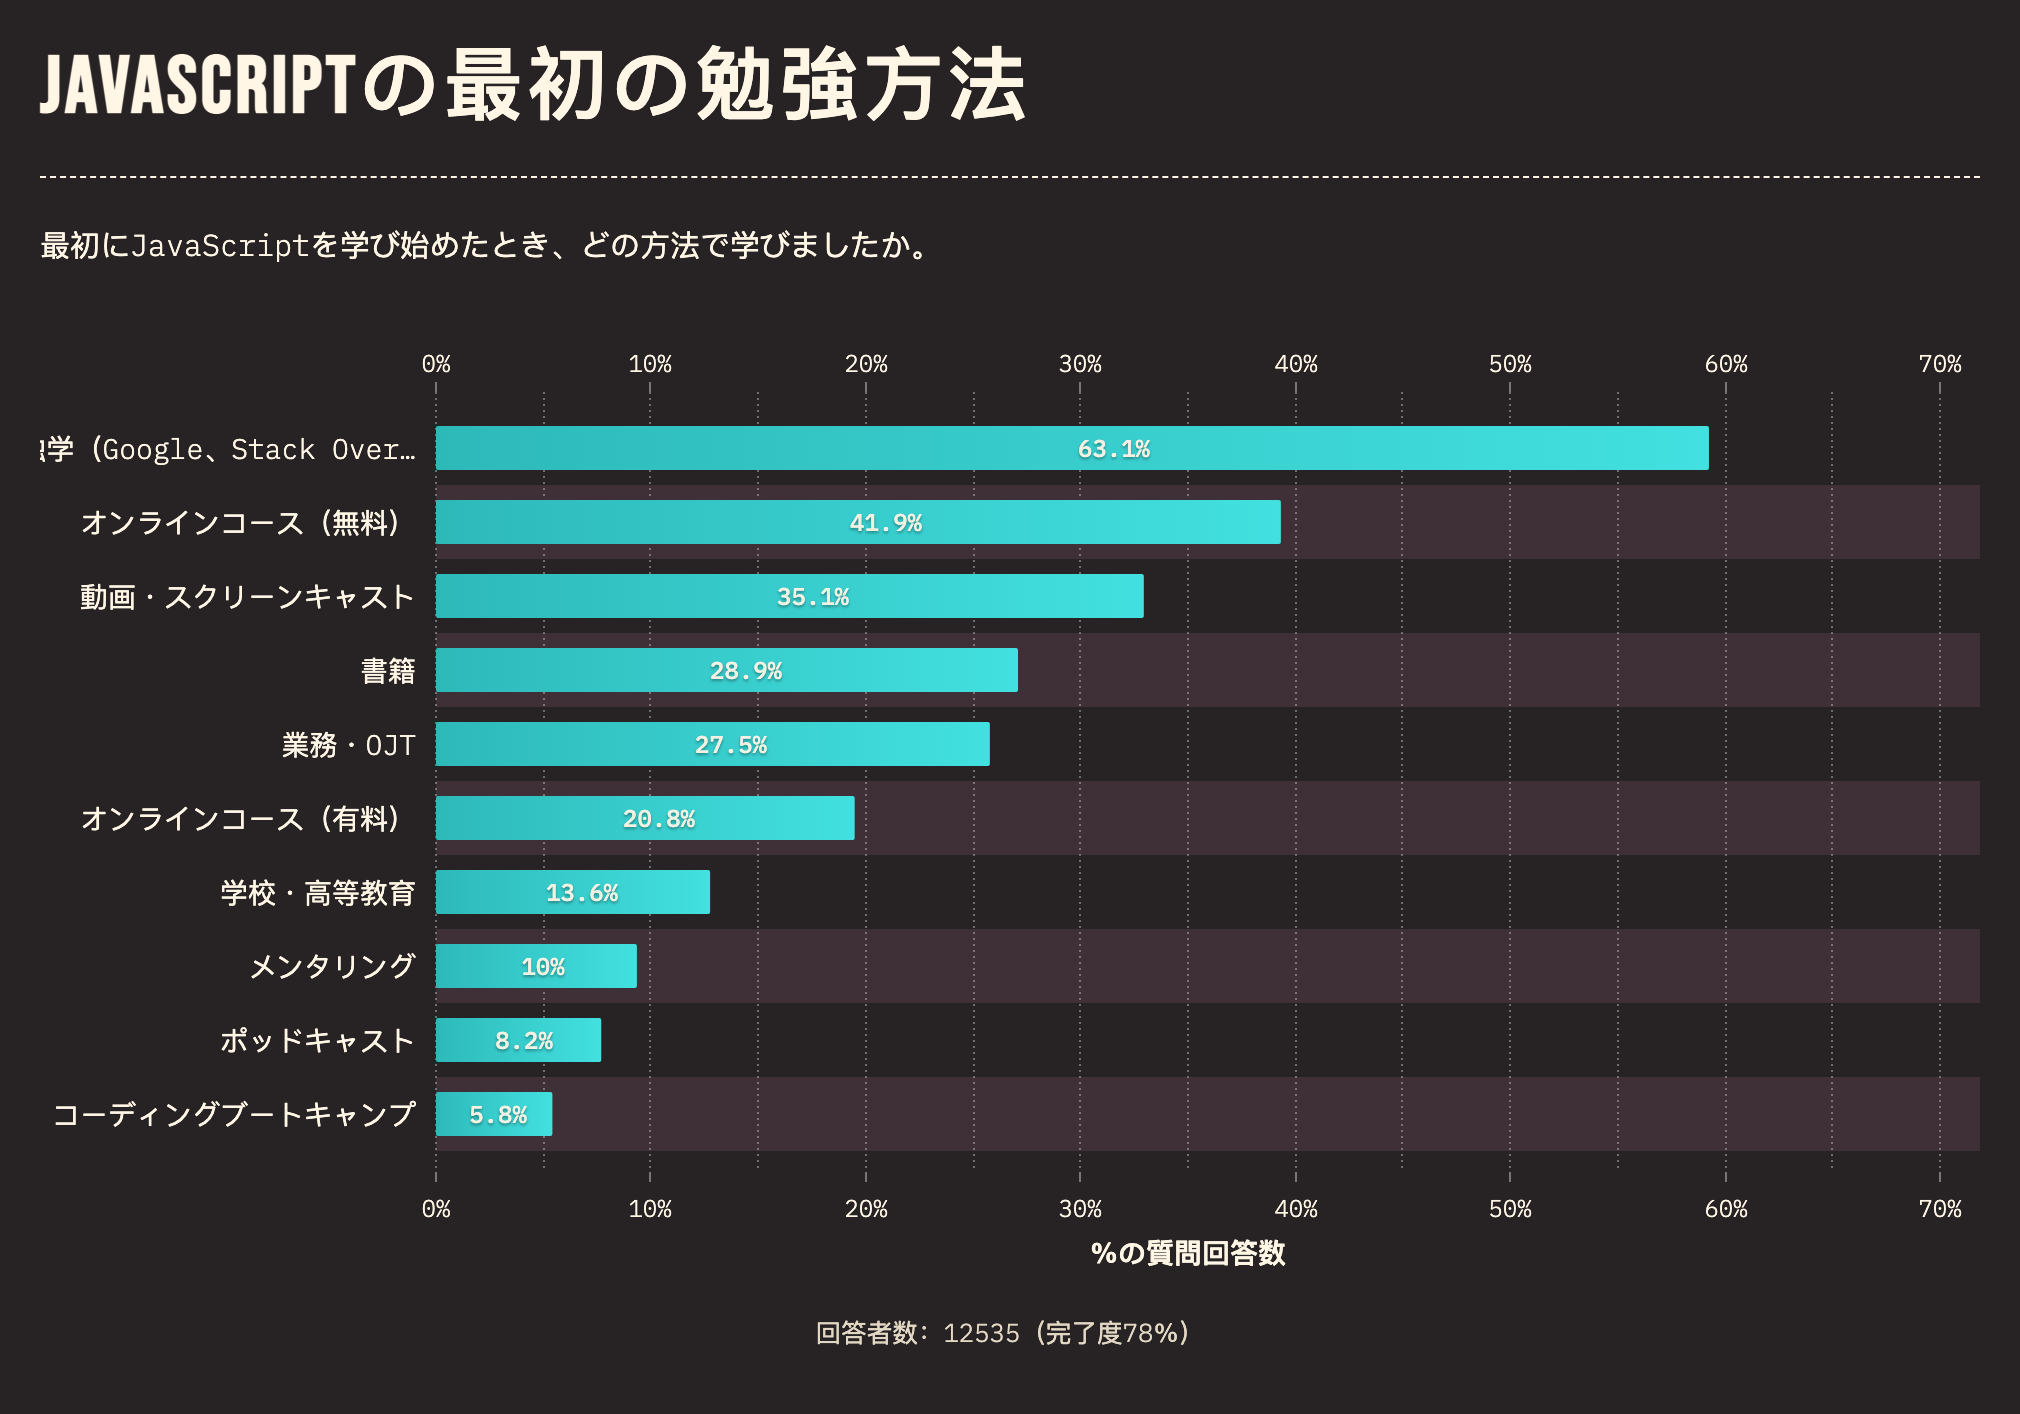 JAVASCRIPTの最初の勉強方法
最初にJavaScriptを学び始めたとき、どの方法で学びましたか。
0% 10% 20% 30% 40% 50% 60% 70%
学（Google、Stack Over… 63.1%
オンラインコース（無料） 41.9%
動画・スクリーンキャスト 35.1%
書籍 28.9%
業務・OJT 27.5%
オンラインコース（有料） 20.8%
学校・高等教育 13.6%
メンタリング 10%
ポッドキャスト 8.2%
コーディングブートキャンプ 5.8%
0% 10% 20% 30% 40% 50% 60% 70%
%の質問回答数
回答者数：12535（完了度78%）